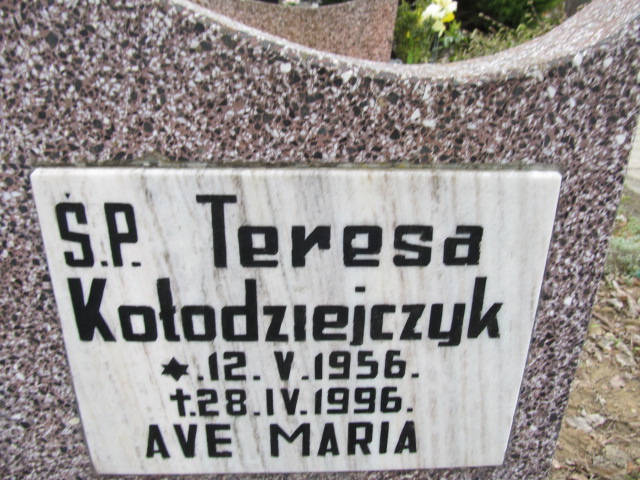 Ś.P. Teresa
Kołodziejczyk
★.12.V.1956.
†.28.IV.1996.
AVE MARIA